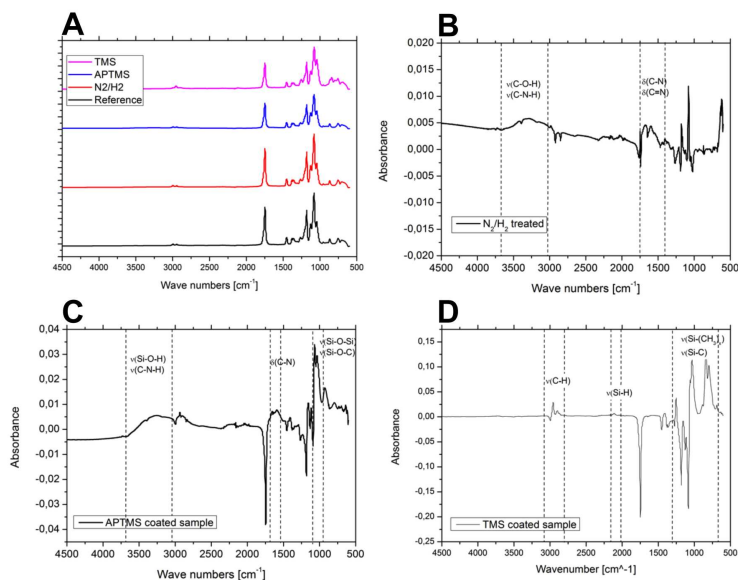 A
TMS
APTMS
N2/H2
Reference
4500 4000 3500 3000 2500 2000 1500 1000 500
Wave numbers [cm-1]
B
0,020
0,015
0,010
0,005
0,000
-0,005
-0,010
-0,015
-0,020
Absorbance
ν(C-O-H)
ν(C-N-H)
δ(C-N)
δ(C=N)
N2/H2 treated
4500 4000 3500 3000 2500 2000 1500 1000 500
Wave numbers [cm-1]
C
0,04
0,03
0,02
0,01
0,00
-0,01
-0,02
-0,03
-0,04
Absorbance
ν(Si-O-H)
ν(C-N-H)
δ(C-N)
ν(Si-O-Si)
ν(Si-O-C)
APTMS coated sample
4500 4000 3500 3000 2500 2000 1500 1000 500
Wave numbers [cm-1]
D
0,20
0,15
0,10
0,05
0,00
-0,05
-0,10
-0,15
-0,20
0,25
Absorbance
ν(C-H)
ν(Si-H)
ν(Si-(CH3)x)
ν(Si-C)
TMS coated sample
4500 4000 3500 3000 2500 2000 1500 1000 500
Wavenumber [cm^-1]